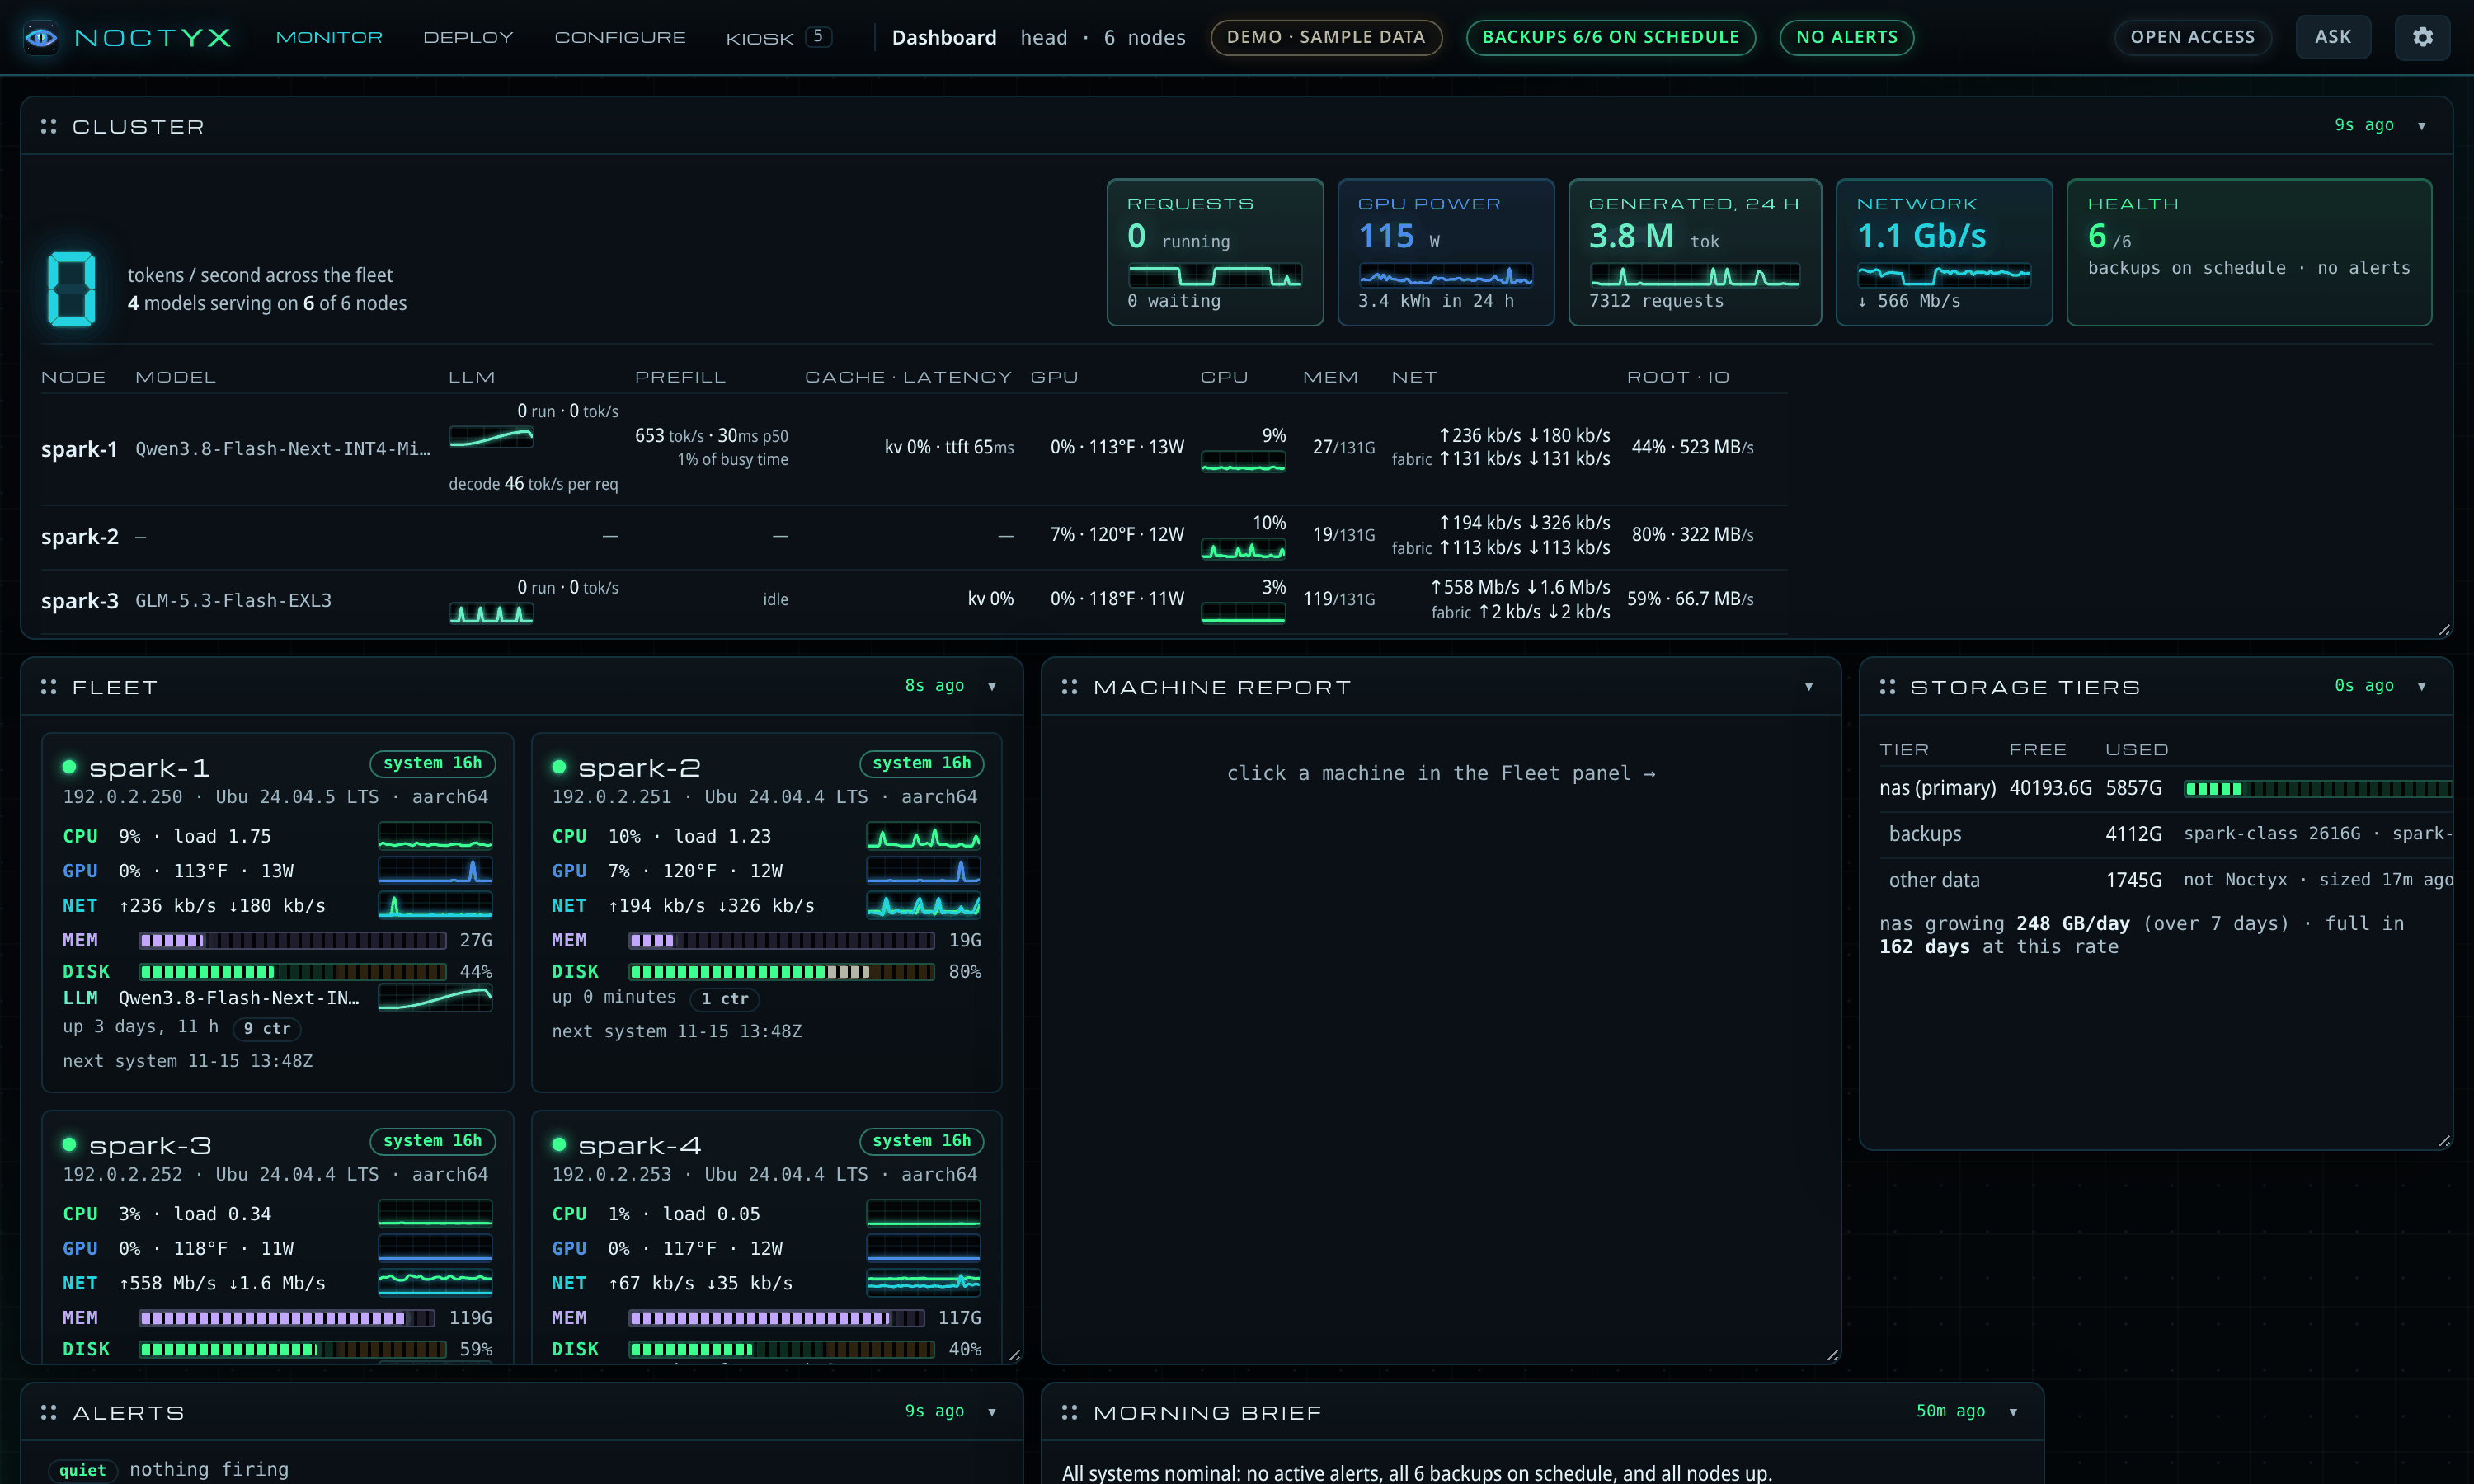 NOCTYX MONITOR DEPLOY CONFIGURE KIOSK 5 Dashboard head · 6 nodes DEMO · SAMPLE DATA BACKUPS 6/6 ON SCHEDULE NO ALERTS OPEN ACCESS ASK
CLUSTER 9s ago
0 tokens / second across the fleet
4 models serving on 6 of 6 nodes
REQUESTS
0 running
0 waiting
GPU POWER
115 W
3.4 kWh in 24 h
GENERATED, 24 H
3.8 M tok
7312 requests
NETWORK
1.1 Gb/s
↓ 566 Mb/s
HEALTH
6 /6
backups on schedule · no alerts
NODE MODEL LLM PREFILL CACHE · LATENCY GPU CPU MEM NET ROOT · IO
spark-1 Qwen3.8-Flash-Next-INT4-Mi… 0 run · 0 tok/s decode 46 tok/s per req 653 tok/s · 30ms p50 1% of busy time kv 0% · ttft 65ms 0% · 113°F · 13W 9% 27/131G ↑236 kb/s ↓180 kb/s fabric ↑131 kb/s ↓131 kb/s 44% · 523 MB/s
spark-2 — — — — 7% · 120°F · 12W 10% 19/131G ↑194 kb/s ↓326 kb/s fabric ↑113 kb/s ↓113 kb/s 80% · 322 MB/s
spark-3 GLM-5.3-Flash-EXL3 0 run · 0 tok/s idle kv 0% 0% · 118°F · 11W 3% 119/131G ↑558 Mb/s ↓1.6 Mb/s fabric ↑2 kb/s ↓2 kb/s 59% · 66.7 MB/s
FLEET 8s ago
spark-1 system 16h
192.0.2.250 · Ubu 24.04.5 LTS · aarch64
CPU 9% · load 1.75
GPU 0% · 113°F · 13W
NET ↑236 kb/s ↓180 kb/s
MEM 27G
DISK 44%
LLM Qwen3.8-Flash-Next-IN…
up 3 days, 11 h 9 ctr
next system 11-15 13:48Z
spark-2 system 16h
192.0.2.251 · Ubu 24.04.4 LTS · aarch64
CPU 10% · load 1.23
GPU 7% · 120°F · 12W
NET ↑194 kb/s ↓326 kb/s
MEM 19G
DISK 80%
up 0 minutes 1 ctr
next system 11-15 13:48Z
spark-3 system 16h
192.0.2.252 · Ubu 24.04.4 LTS · aarch64
CPU 3% · load 0.34
GPU 0% · 118°F · 11W
NET ↑558 Mb/s ↓1.6 Mb/s
MEM 119G
DISK 59%
spark-4 system 16h
192.0.2.253 · Ubu 24.04.4 LTS · aarch64
CPU 1% · load 0.05
GPU 0% · 117°F · 12W
NET ↑67 kb/s ↓35 kb/s
MEM 117G
DISK 40%
MACHINE REPORT
click a machine in the Fleet panel →
STORAGE TIERS 0s ago
TIER FREE USED
nas (primary) 40193.6G 5857G
backups 4112G spark-class 2616G · spark-
other data 1745G not Noctyx · sized 17m ago
nas growing 248 GB/day (over 7 days) · full in
162 days at this rate
ALERTS 9s ago
quiet nothing firing
MORNING BRIEF 50m ago
All systems nominal: no active alerts, all 6 backups on schedule, and all nodes up.